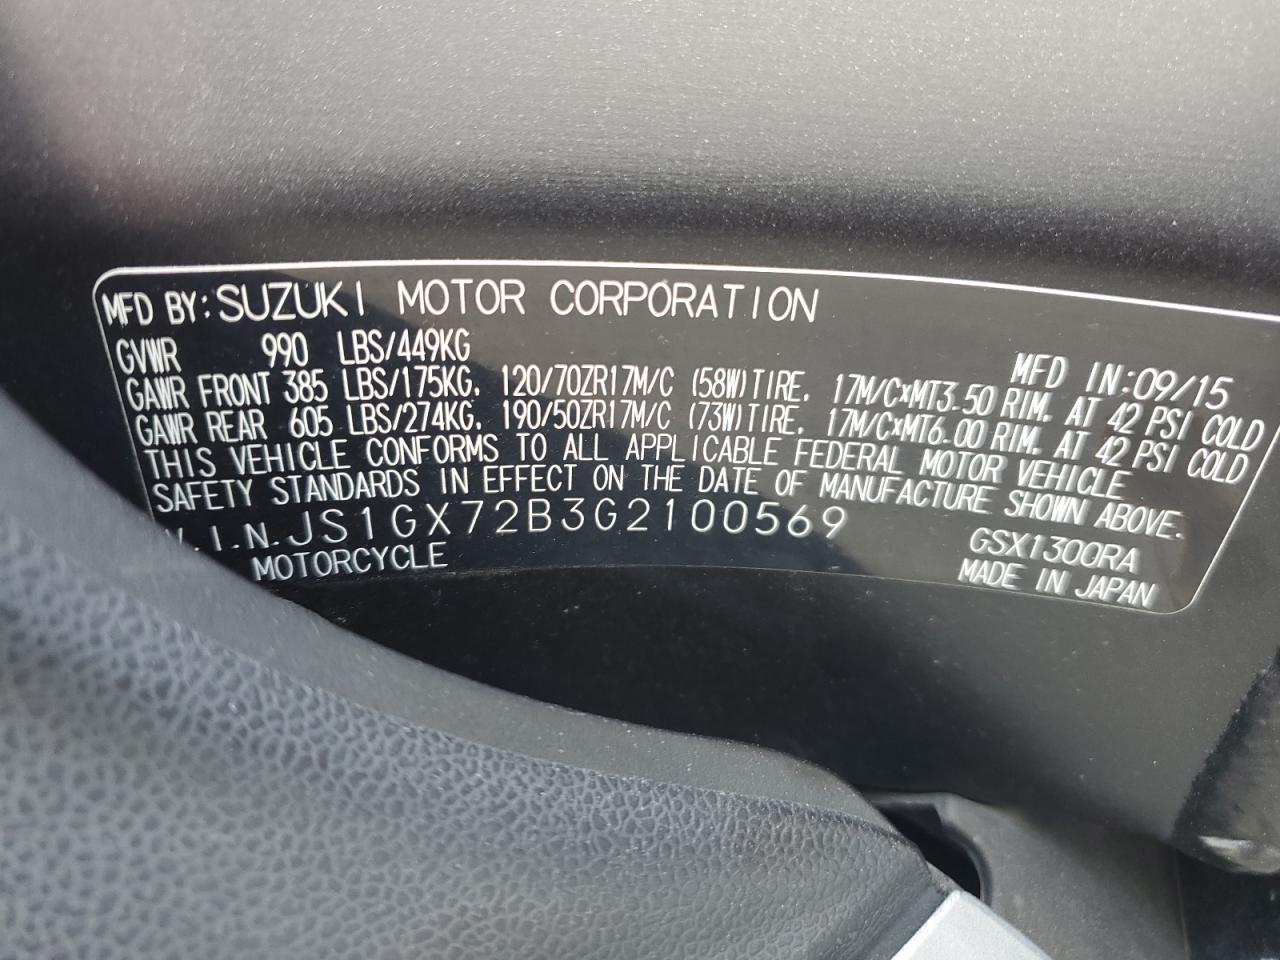 MFD BY: SUZUKI MOTOR CORPORATION
GVWR 990 LBS/449KG MFD IN: 09/15
GAWR FRONT 385 LBS/175KG, 120/70ZR17M/C (58W)TIRE, 17M/C×MT3.50 RIM, AT 42 PSI COLD
GAWR REAR 605 LBS/274KG, 190/50ZR17M/C (73W)TIRE, 17M/C×MT6.00 RIM, AT 42 PSI COLD
THIS VEHICLE CONFORMS TO ALL APPLICABLE FEDERAL MOTOR VEHICLE
SAFETY STANDARDS IN EFFECT ON THE DATE OF MANUFACTURE SHOWN ABOVE.
V.I.N. JS1GX72B3G2100569 GSX1300RA
MOTORCYCLE MADE IN JAPAN